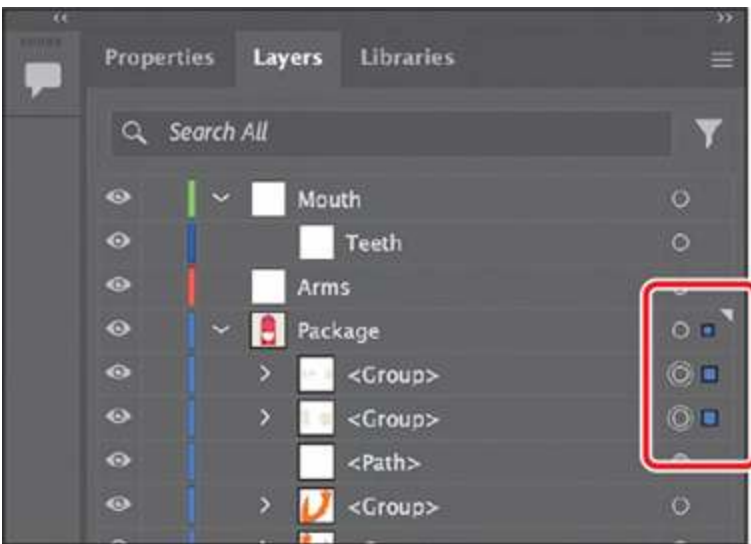 Properties Layers Libraries
Search All
Mouth
Teeth
Arms
Package
<Group>
<Group>
<Path>
<Group>